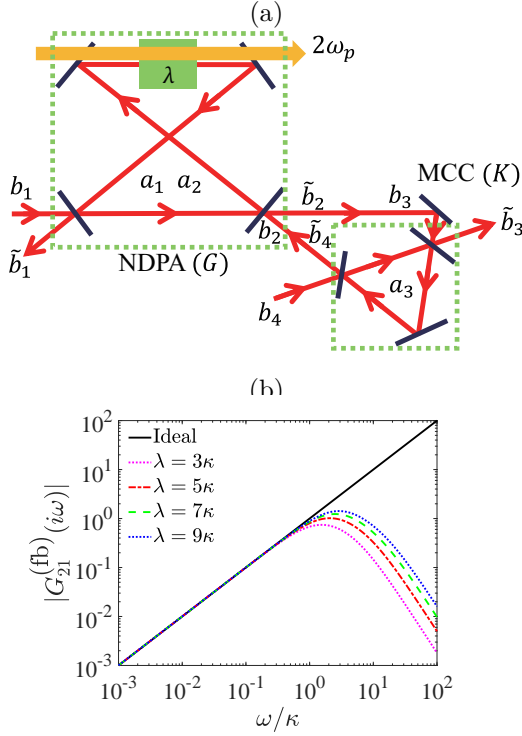 (a)
2ω_p
λ
b_1
a_1 a_2
b̃_2
b_3
MCC (K)
b̃_3
b̃_1
NDPA (G)
b_2
b̃_4
a_3
b_4
(b)
|G_{21}^{(fb)}(iω)|
10^2
10^1
10^0
10^{-1}
10^{-2}
10^{-3}
Ideal
λ = 3κ
λ = 5κ
λ = 7κ
λ = 9κ
10^{-3} 10^{-2} 10^{-1} 10^0 10^1 10^2
ω/κ